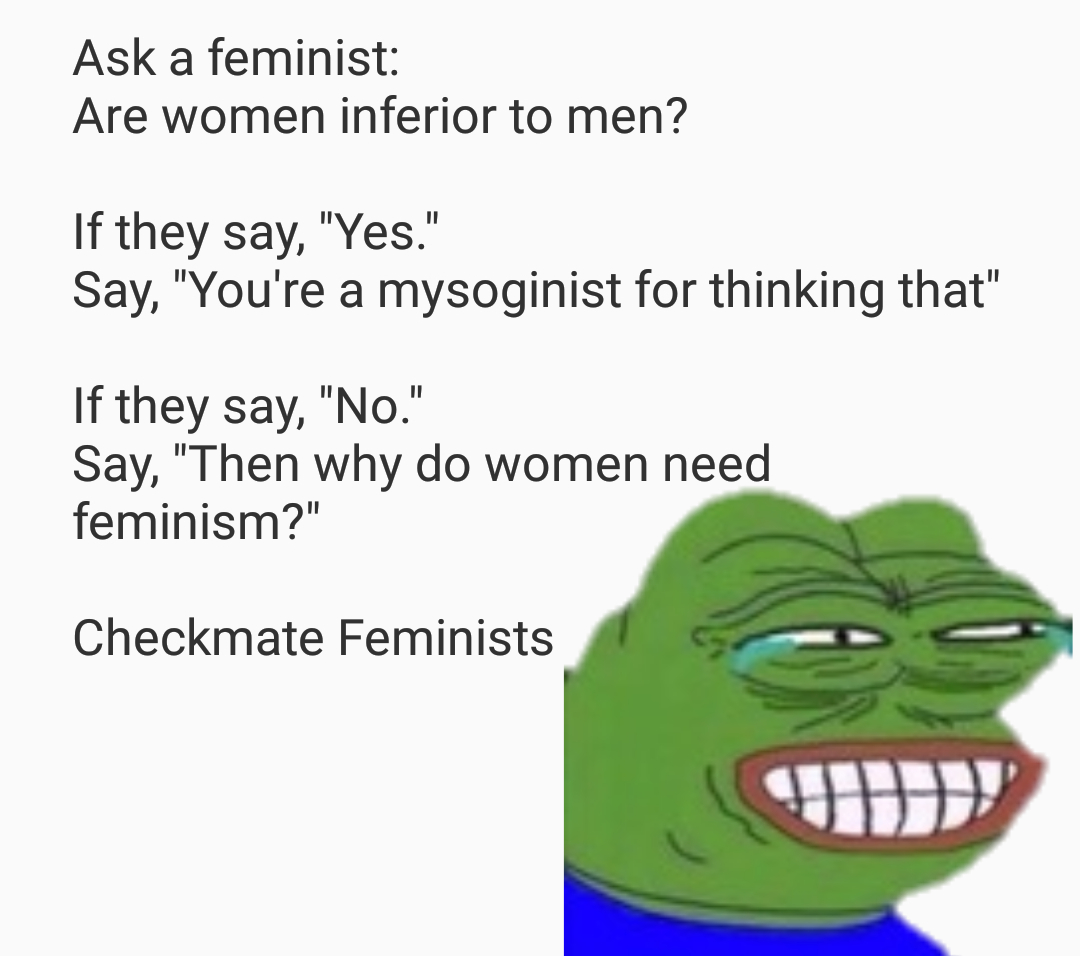 Ask a feminist:
Are women inferior to men?
If they say, "Yes."
Say, "You're a mysoginist for thinking that"
If they say, "No."
Say, "Then why do women need
feminism?"
Checkmate Feminists